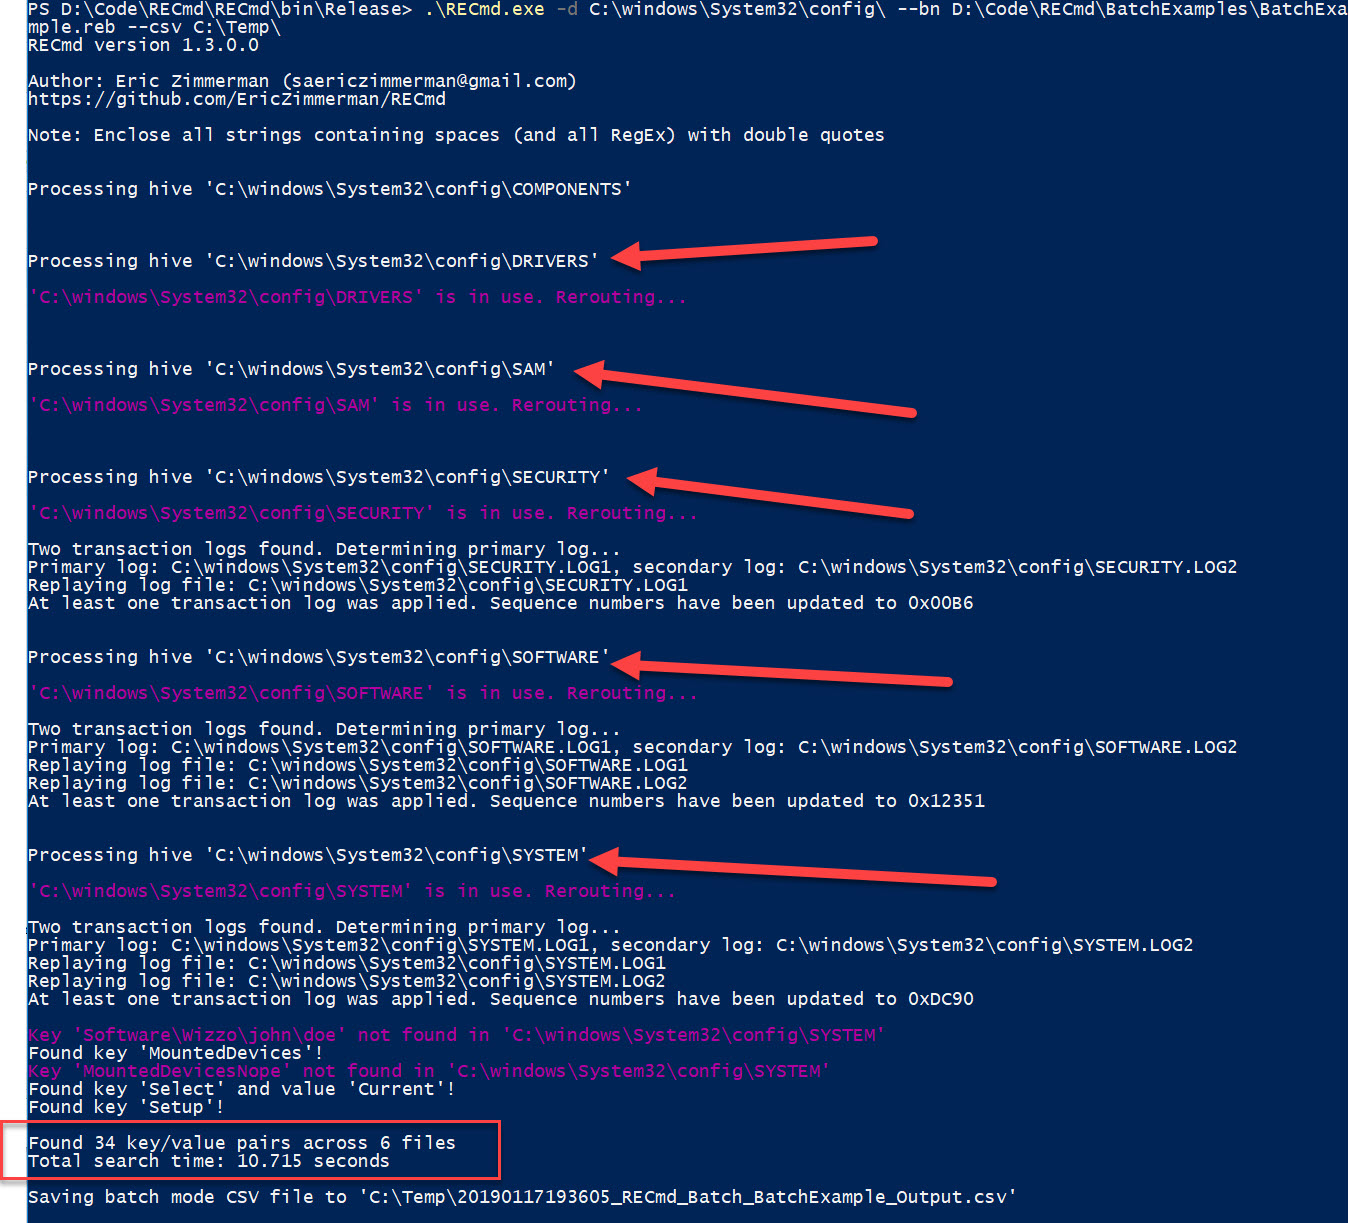 PS D:\Code\RECmd\RECmd\bin\Release> .\RECmd.exe -d C:\windows\System32\config\ --bn D:\Code\RECmd\BatchExamples\BatchExa
mple.reb --csv C:\Temp\
RECmd version 1.3.0.0
Author: Eric Zimmerman (saericzimmerman@gmail.com)
https://github.com/EricZimmerman/RECmd
Note: Enclose all strings containing spaces (and all RegEx) with double quotes
Processing hive 'C:\windows\System32\config\COMPONENTS'
Processing hive 'C:\windows\System32\config\DRIVERS'
'C:\windows\System32\config\DRIVERS' is in use. Rerouting...
Processing hive 'C:\windows\System32\config\SAM'
'C:\windows\System32\config\SAM' is in use. Rerouting...
Processing hive 'C:\windows\System32\config\SECURITY'
'C:\windows\System32\config\SECURITY' is in use. Rerouting...
Two transaction logs found. Determining primary log...
Primary log: C:\windows\System32\config\SECURITY.LOG1, secondary log: C:\windows\System32\config\SECURITY.LOG2
Replaying log file: C:\windows\System32\config\SECURITY.LOG1
At least one transaction log was applied. Sequence numbers have been updated to 0x00B6
Processing hive 'C:\windows\System32\config\SOFTWARE'
'C:\windows\System32\config\SOFTWARE' is in use. Rerouting...
Two transaction logs found. Determining primary log...
Primary log: C:\windows\System32\config\SOFTWARE.LOG1, secondary log: C:\windows\System32\config\SOFTWARE.LOG2
Replaying log file: C:\windows\System32\config\SOFTWARE.LOG1
Replaying log file: C:\windows\System32\config\SOFTWARE.LOG2
At least one transaction log was applied. Sequence numbers have been updated to 0x12351
Processing hive 'C:\windows\System32\config\SYSTEM'
'C:\windows\System32\config\SYSTEM' is in use. Rerouting...
Two transaction logs found. Determining primary log...
Primary log: C:\windows\System32\config\SYSTEM.LOG1, secondary log: C:\windows\System32\config\SYSTEM.LOG2
Replaying log file: C:\windows\System32\config\SYSTEM.LOG1
Replaying log file: C:\windows\System32\config\SYSTEM.LOG2
At least one transaction log was applied. Sequence numbers have been updated to 0xDC90
Key 'Software\Wizzo\john\doe' not found in 'C:\windows\System32\config\SYSTEM'
Found key 'MountedDevices'!
Key 'MountedDevicesNope' not found in 'C:\windows\System32\config\SYSTEM'
Found key 'Select' and value 'Current'!
Found key 'Setup'!
Found 34 key/value pairs across 6 files
Total search time: 10.715 seconds
Saving batch mode CSV file to 'C:\Temp\20190117193605_RECmd_Batch_BatchExample_Output.csv'